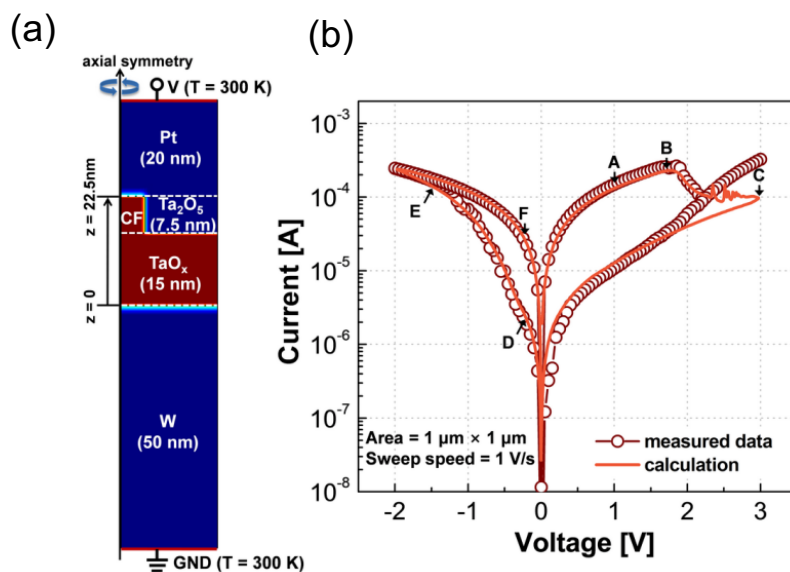 (a)
axial symmetry
V (T = 300 K)
Pt
(20 nm)
z = 22.5nm
CF
Ta₂O₅
(7.5 nm)
TaOₓ
(15 nm)
z = 0
W
(50 nm)
GND (T = 300 K)
(b)
Current [A]
10⁻³
10⁻⁴
10⁻⁵
10⁻⁶
10⁻⁷
10⁻⁸
A
B
C
D
E
F
Area = 1 μm × 1 μm
Sweep speed = 1 V/s
measured data
calculation
-2 -1 0 1 2 3
Voltage [V]